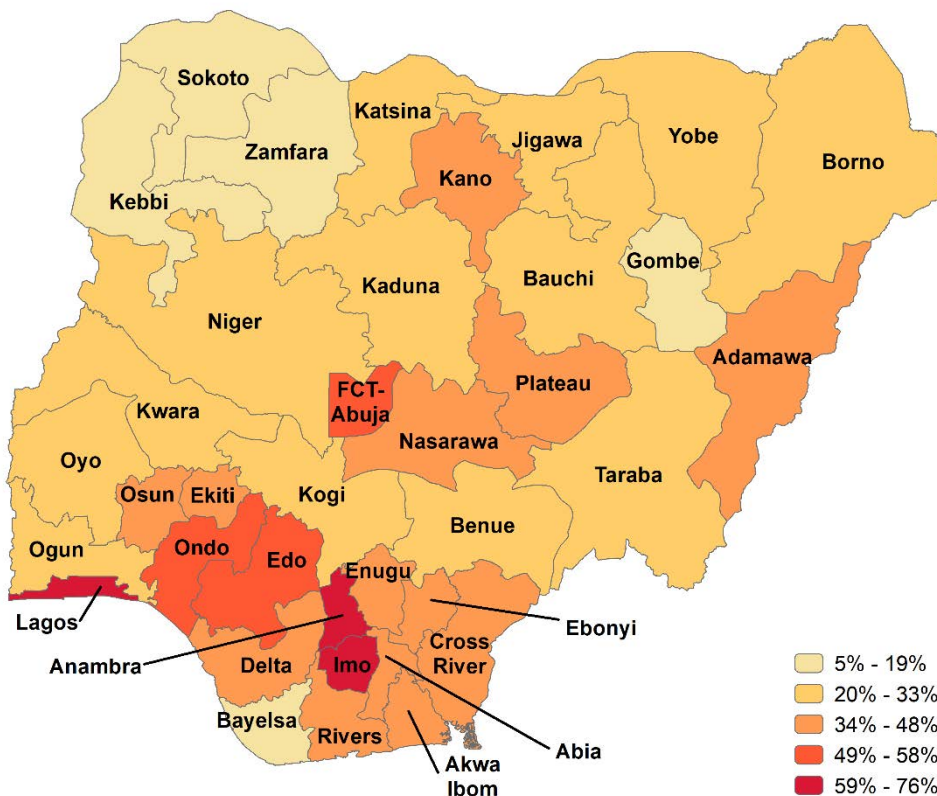 Sokoto
Katsina
Zamfara
Jigawa
Yobe
Kano
Borno
Kebbi
Gombe
Bauchi
Kaduna
Niger
Adamawa
FCT-
Abuja
Plateau
Kwara
Nasarawa
Oyo
Taraba
Osun
Ekiti
Kogi
Benue
Ondo
Ogun
Edo
Enugu
Lagos
Ebonyi
Anambra
Delta
Imo
Cross
River
Bayelsa
Rivers
Abia
Akwa
Ibom
5% - 19%
20% - 33%
34% - 48%
49% - 58%
59% - 76%